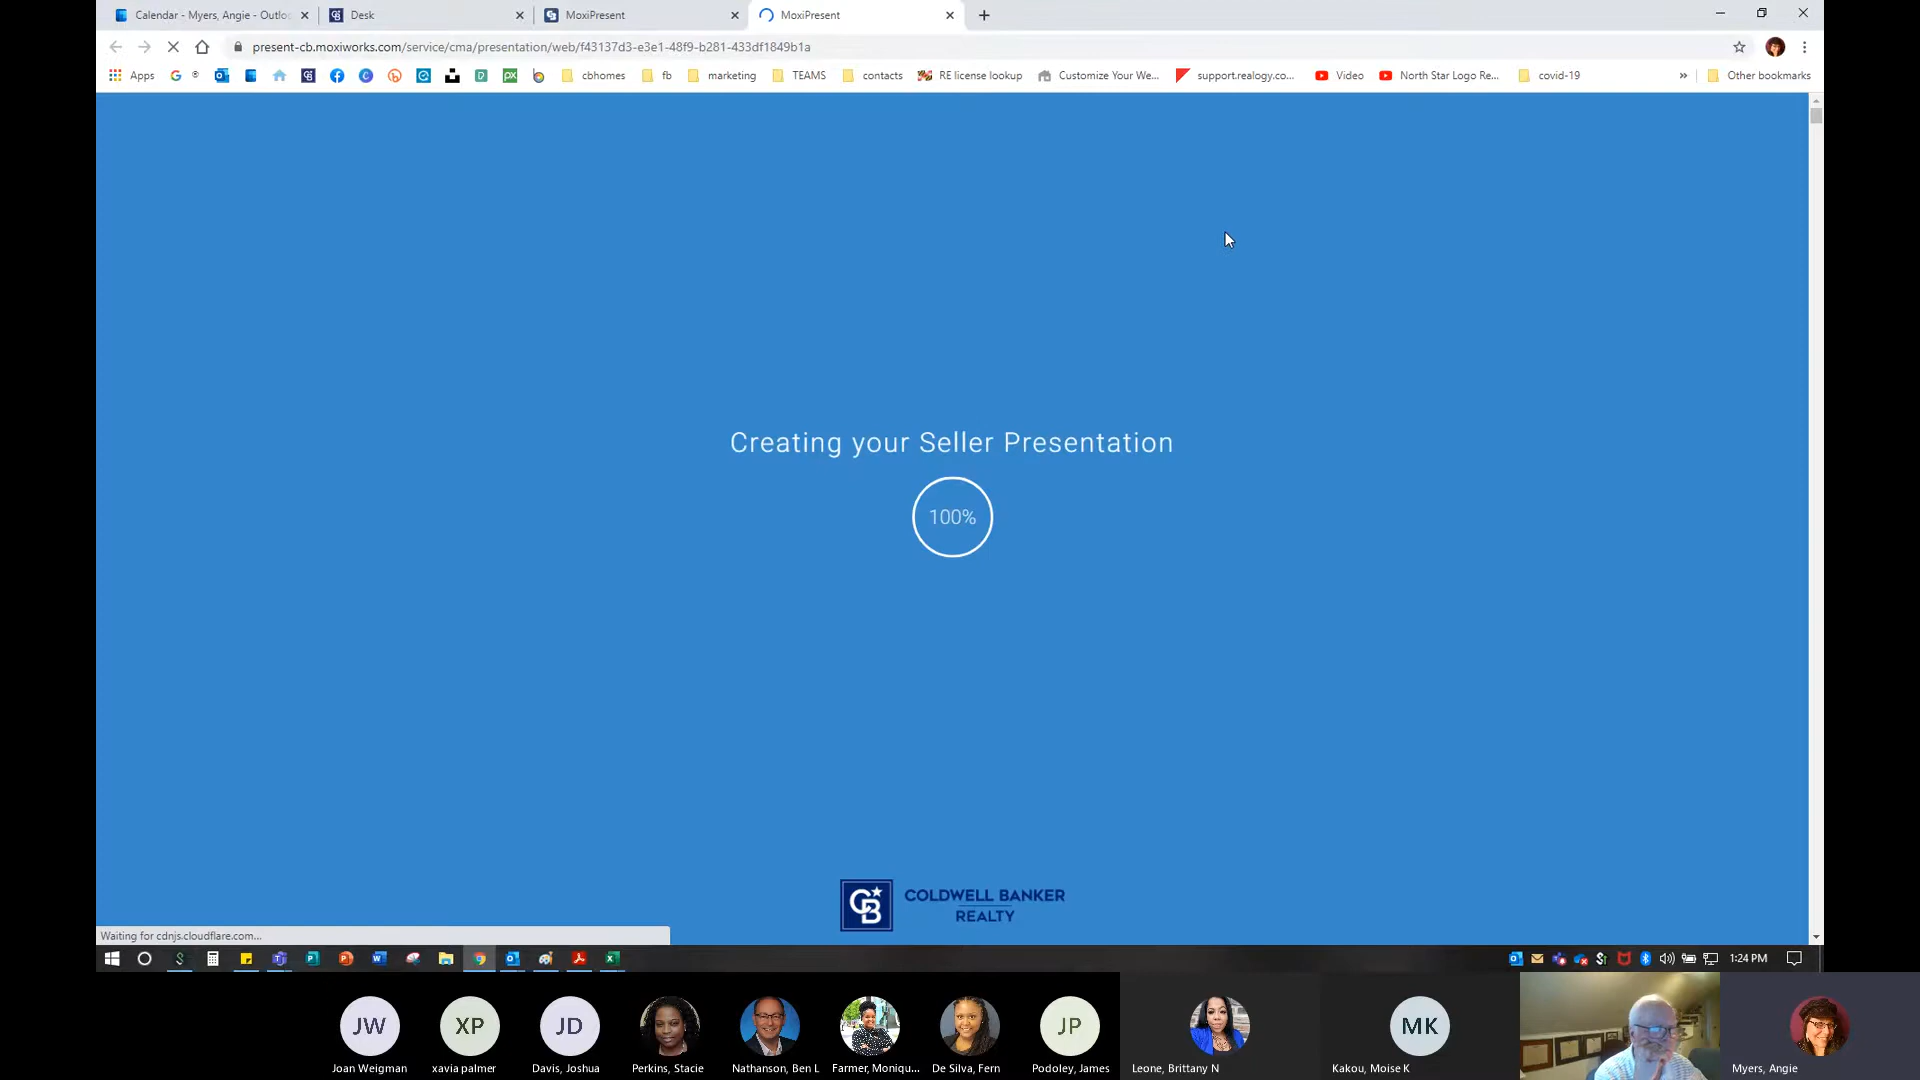 Calendar - Myers, Angie - Outlo
Desk
MoxiPresent
MoxiPresent
present-cb.moxiworks.com/service/cma/presentation/web/f43137d3-e3e1-48f9-b281-433df1849b1a
Apps
cbhomes
fb
marketing
TEAMS
contacts
RE license lookup
Customize Your We...
support.realogy.co...
Video
North Star Logo Re...
covid-19
»
Other bookmarks
Creating your Seller Presentation
100%
CB
COLDWELL BANKER
REALTY
Waiting for cdnjs.cloudflare.com...
1:24 PM
JW
XP
JD
JP
MK
Joan Weigman
xavia palmer
Davis, Joshua
Perkins, Stacie
Nathanson, Ben L
Farmer, Moniqu...
De Silva, Fern
Podoley, James
Leone, Brittany N
Kakou, Moise K
Myers, Angie